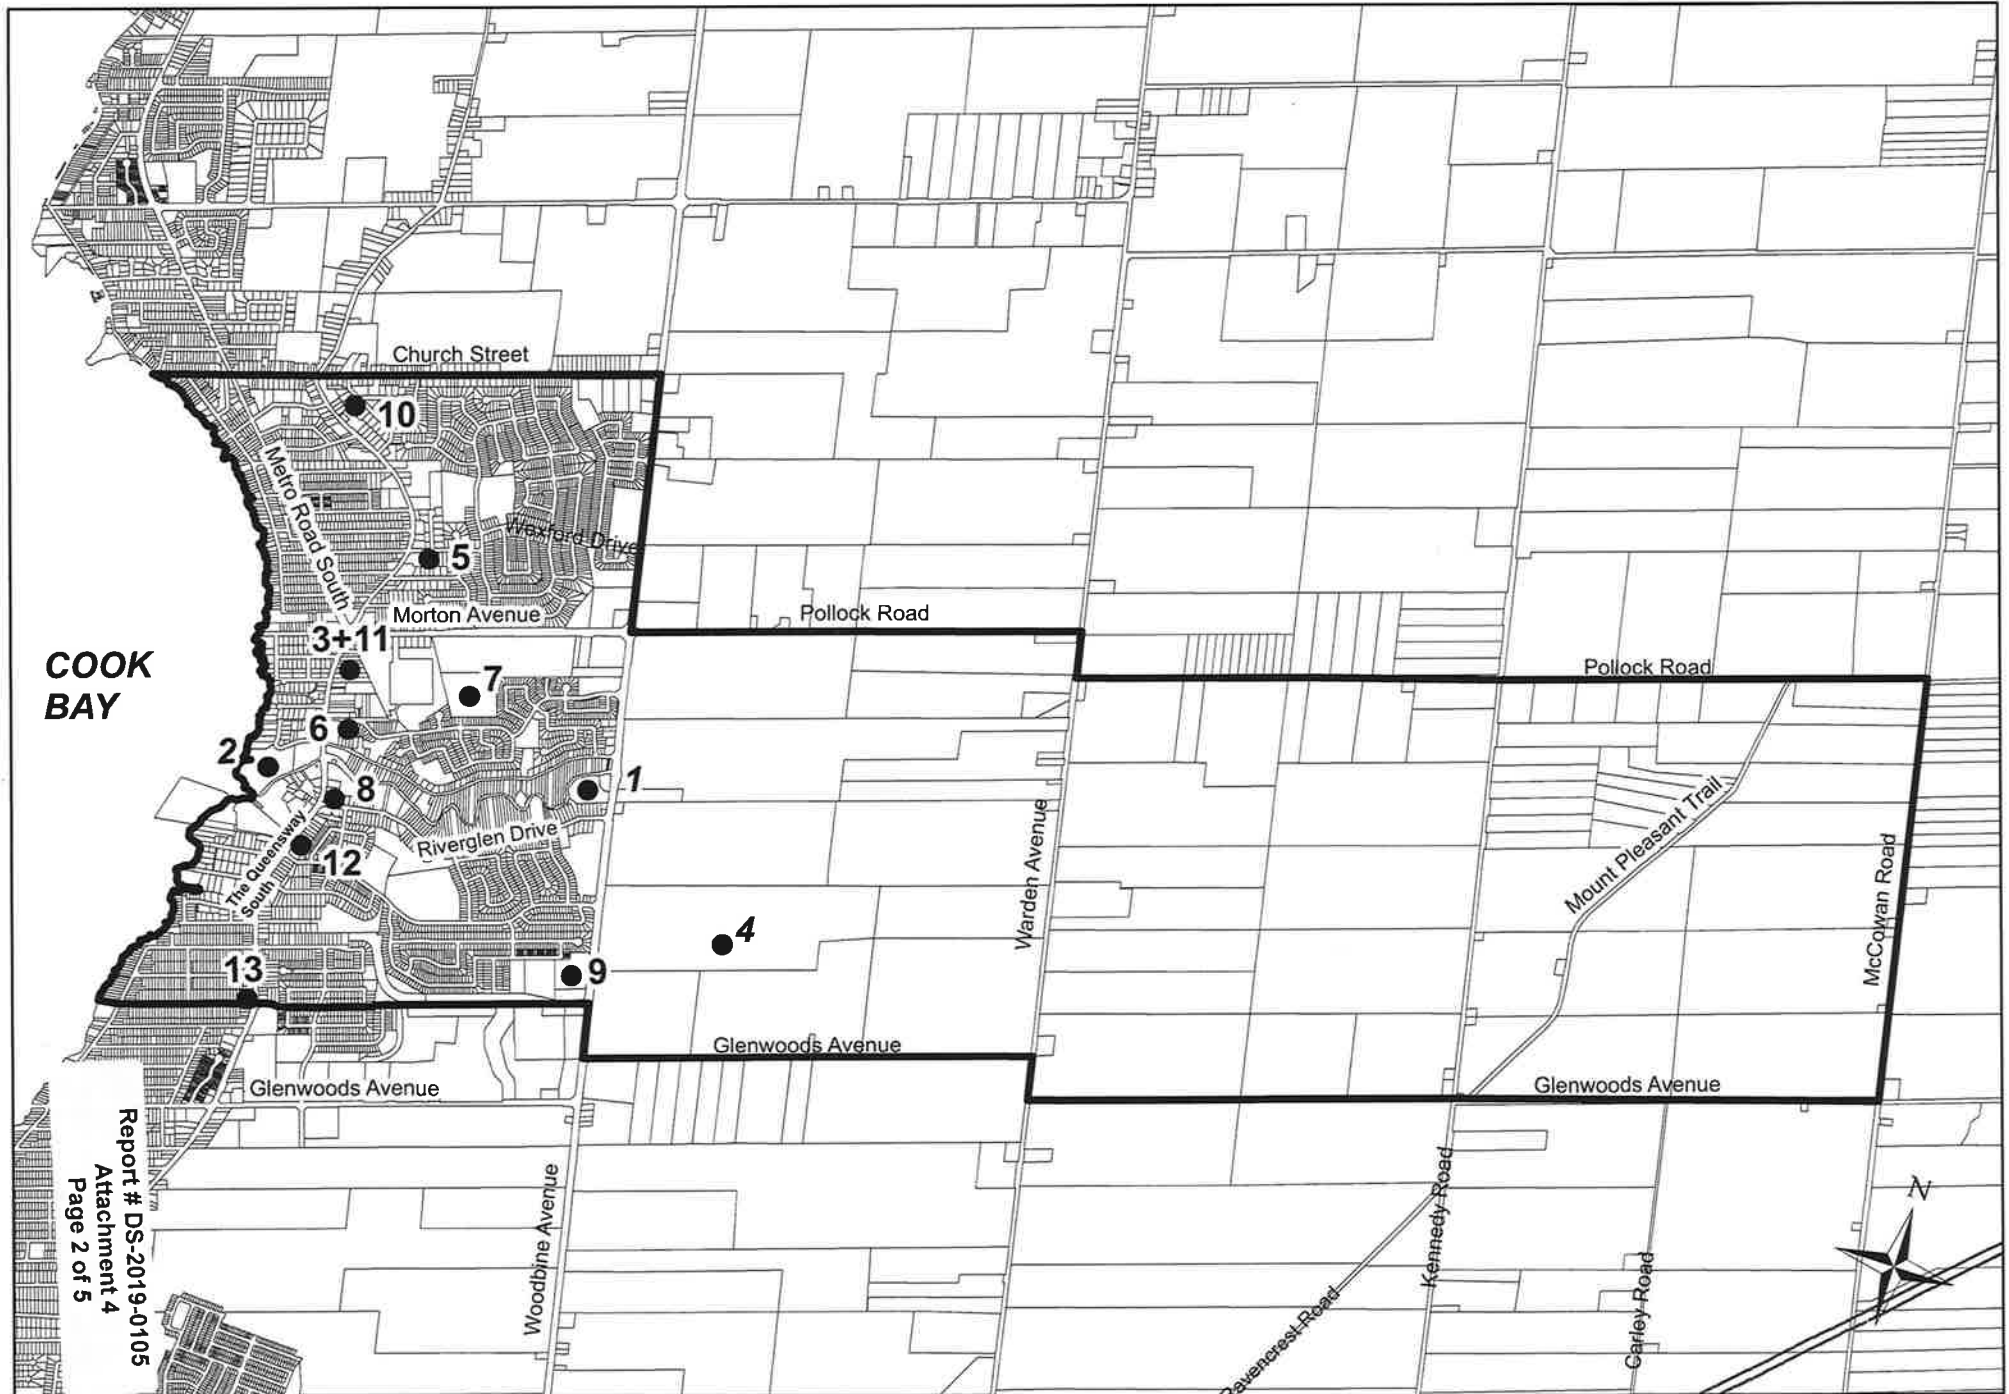 Church Street
10
Metro Road South
Wexford Drive
5
Morton Avenue
Pollock Road
3+11
COOK
BAY
Pollock Road
7
6
2
1
8
Riverglen Drive
The Queensway
South
12
Warden Avenue
Mount Pleasant Trail
McCowan Road
4
13
9
Glenwoods Avenue
Glenwoods Avenue
Glenwoods Avenue
Report # DS-2019-0105
Attachment 4
Page 2 of 5
Woodbine Avenue
Kennedy Road
Carley Road
N